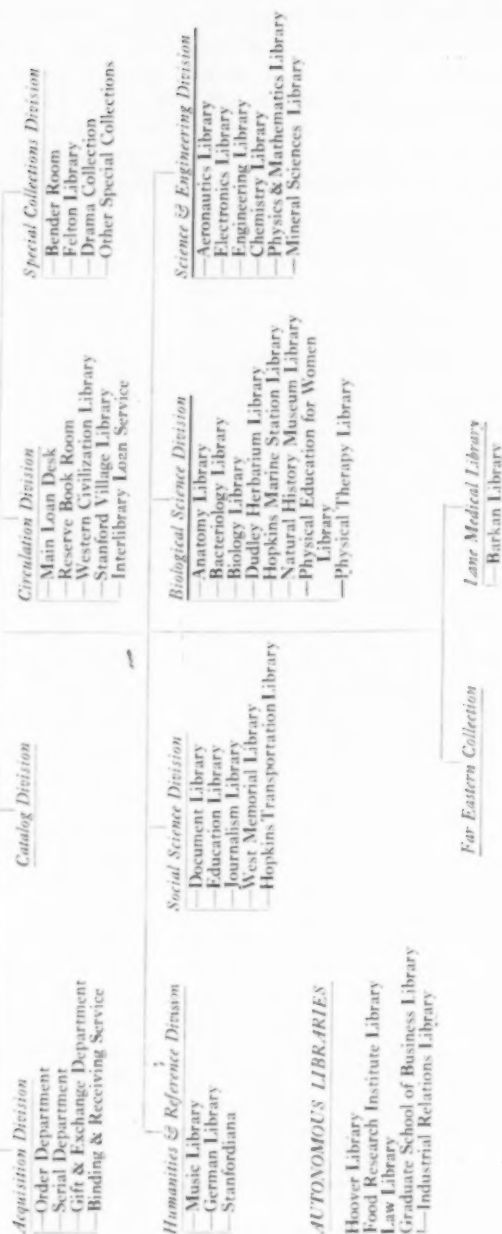 Acquisition Division
Order Department
Serial Department
Gift & Exchange Department
Binding & Receiving Service
Catalog Division
Circulation Division
Main Loan Desk
Reserve Book Room
Western Civilization Library
Stanford Village Library
Interlibrary Loan Service
Special Collections Division
Bender Room
Felton Library
Drama Collection
Other Special Collections
Humanities & Reference Division
Music Library
German Library
Stanfordiana
Social Science Division
Document Library
Education Library
Journalism Library
West Memorial Library
Hopkins Transportation Library
Biological Science Division
Anatomy Library
Bacteriology Library
Biology Library
Dudley Herbarium Library
Hopkins Marine Station Library
Natural History Museum Library
Physical Education for Women
Library
Physical Therapy Library
Science & Engineering Division
Aeronautics Library
Electronics Library
Engineering Library
Chemistry Library
Physics & Mathematics Library
Mineral Sciences Library
AUTONOMOUS LIBRARIES
Hoover Library
Food Research Institute Library
Law Library
Graduate School of Business Library
Industrial Relations Library
Far Eastern Collection
Lane Medical Library
Barkan Library